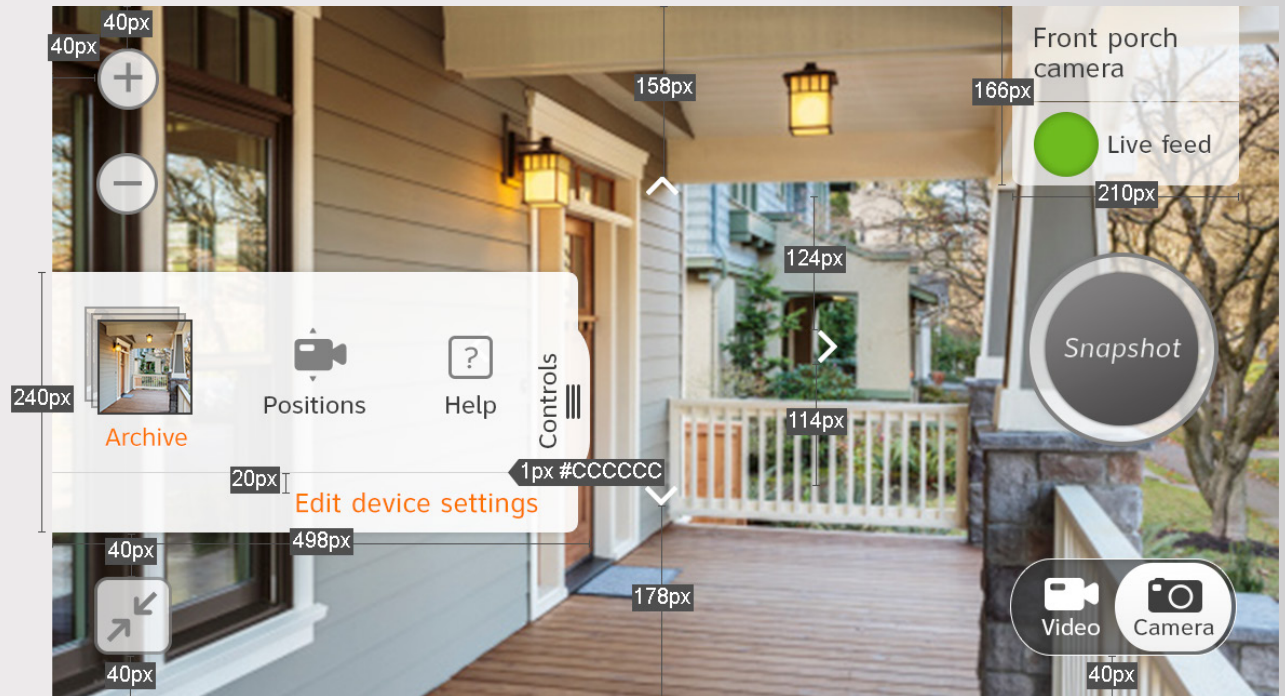 40px
40px
158px
Front porch
camera
166px
Live feed
210px
124px
Snapshot
240px
Positions
Help
?
Controls
Archive
114px
1px #CCCCCC
20px
Edit device settings
498px
40px
178px
Video
Camera
40px
40px